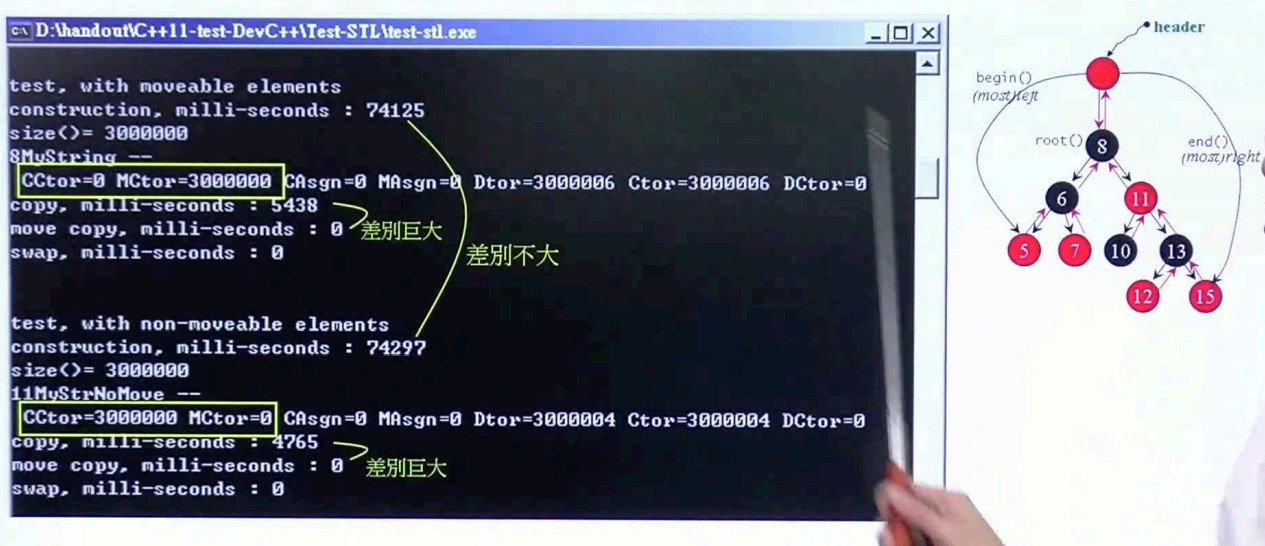 D:\handout\C++11-test-DevC++\Test-STL\test-stl.exe
test, with moveable elements
construction, milli-seconds : 74125
size()= 3000000
8MyString --
CCtor=0 MCtor=3000000 CAsgn=0 MAsgn=0 Dtor=3000006 Ctor=3000006 DCtor=0
copy, milli-seconds : 5438
move copy, milli-seconds : 0 差別巨大
swap, milli-seconds : 0
差別不大
test, with non-moveable elements
construction, milli-seconds : 74297
size()= 3000000
11MyStrNoMove --
CCtor=3000000 MCtor=0 CAsgn=0 MAsgn=0 Dtor=3000004 Ctor=3000004 DCtor=0
copy, milli-seconds : 4765
move copy, milli-seconds : 0 差別巨大
swap, milli-seconds : 0
header
begin()
(most)left
root()
end()
(most)right
8
6 11
5 7 10 13
12 15